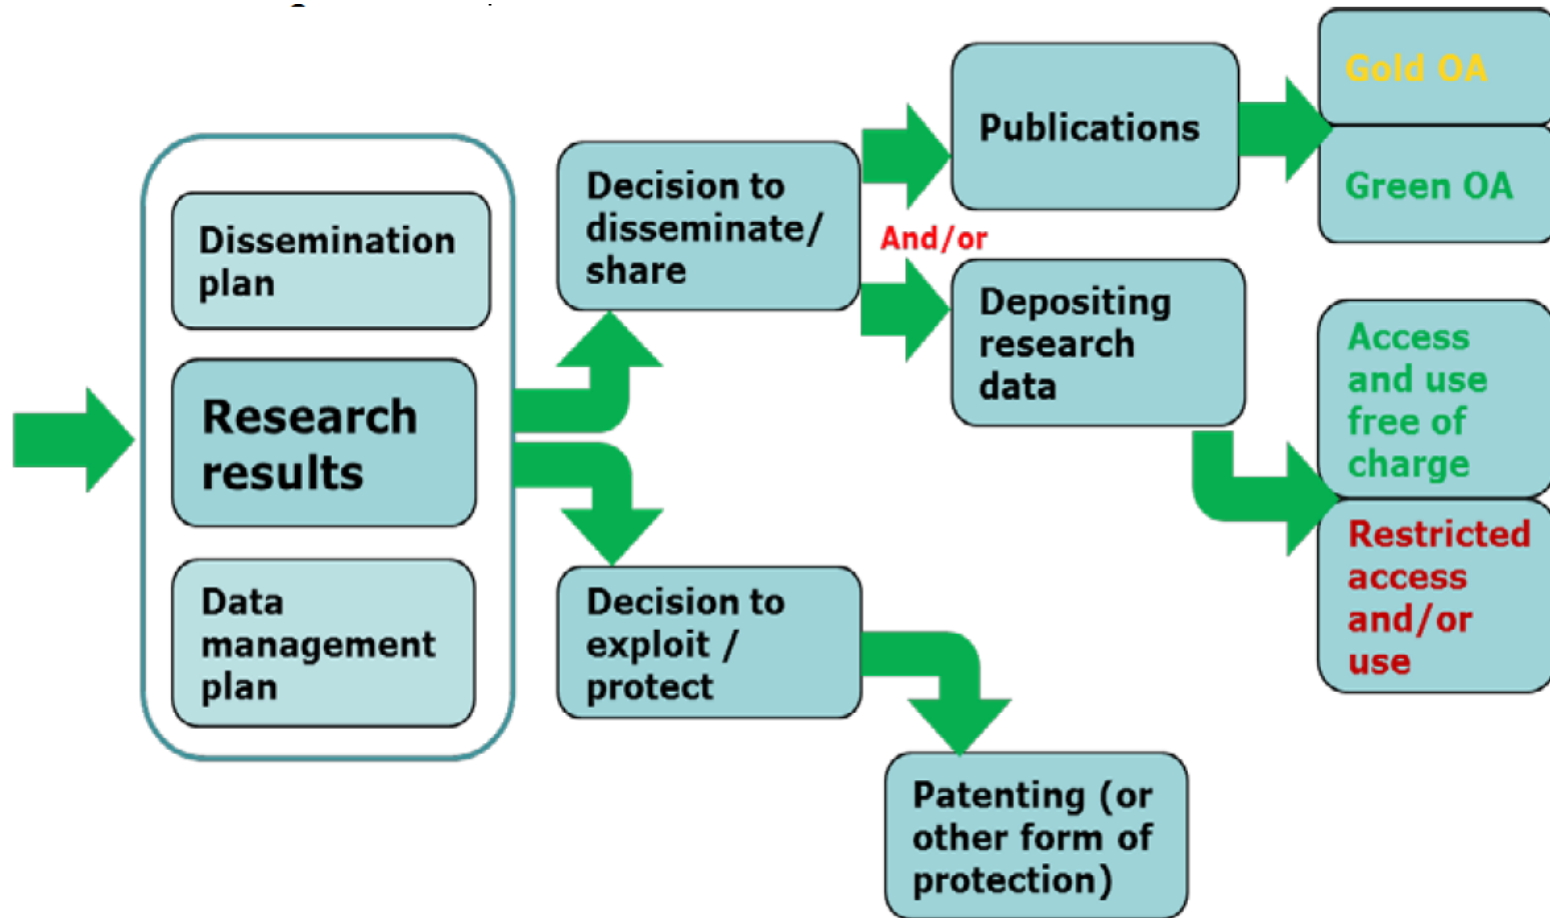 Dissemination
plan
Research
results
Data
management
plan
Decision to
disseminate/
share
And/or
Decision to
exploit /
protect
Publications
Depositing
research
data
Patenting (or
other form of
protection)
Gold OA
Green OA
Access
and use
free of
charge
Restricted
access
and/or
use